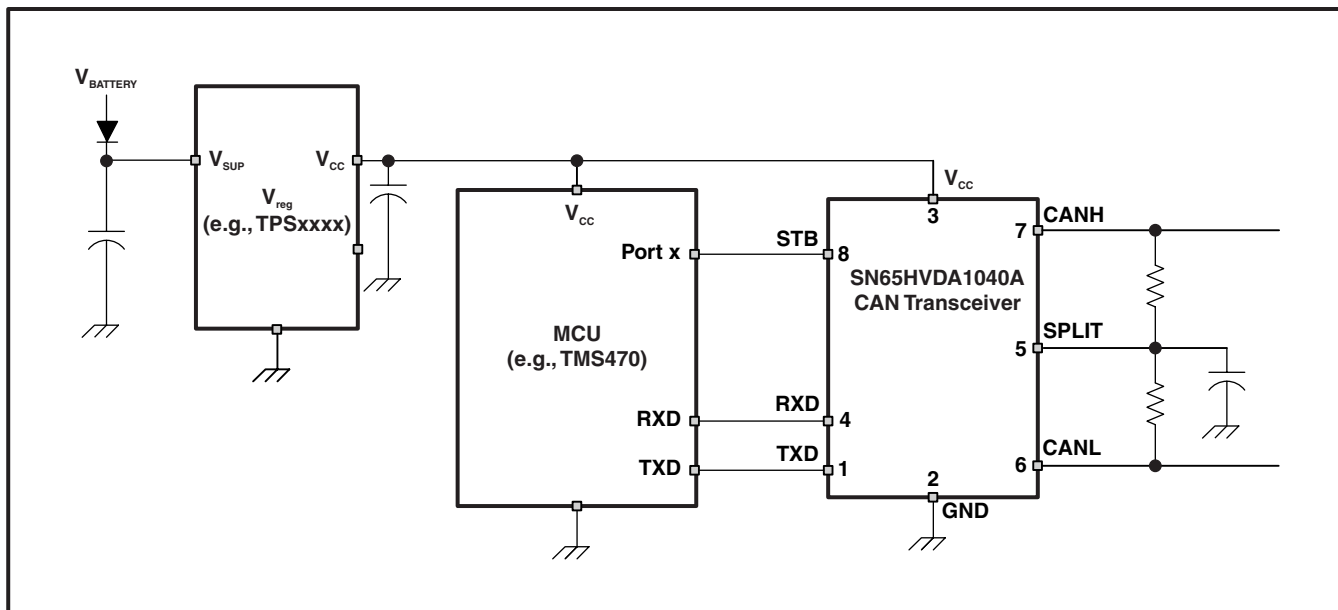 V_BATTERY
V_SUP
V_CC
V_reg
(e.g., TPSxxxx)
V_CC
Port x
MCU
(e.g., TMS470)
RXD
TXD
STB
8
RXD
4
TXD
1
V_CC
3
SN65HVDA1040A
CAN Transceiver
2
GND
7
CANH
5
SPLIT
6
CANL